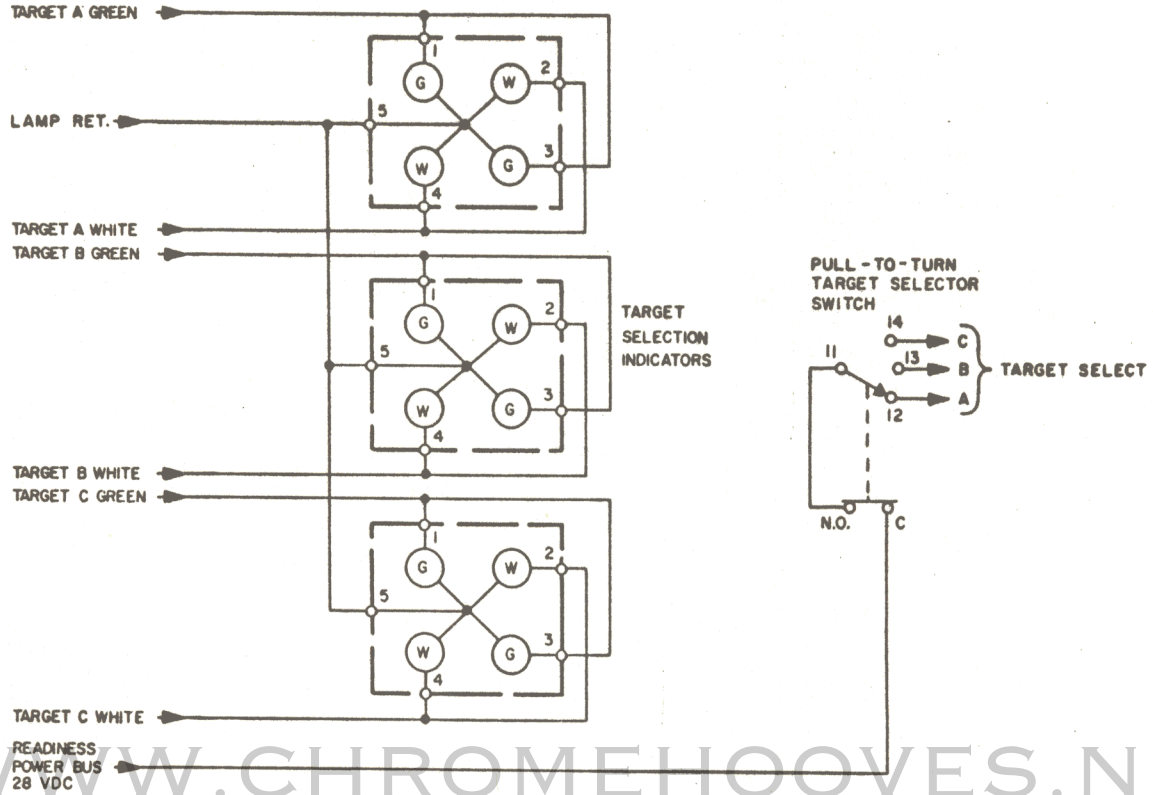 TARGET A GREEN
1
G
W
2
5
LAMP RET.
W
G
3
4
TARGET A WHITE
TARGET B GREEN
1
G
W
2
5
W
G
3
4
TARGET
SELECTION
INDICATORS
TARGET B WHITE
TARGET C GREEN
1
G
W
2
5
W
G
3
4
TARGET C WHITE
READINESS
POWER BUS
28 VDC
PULL-TO-TURN
TARGET SELECTOR
SWITCH
14
C
11
13
B
TARGET SELECT
A
12
N.O.
C
WWW.CHROMEHOOVES.N